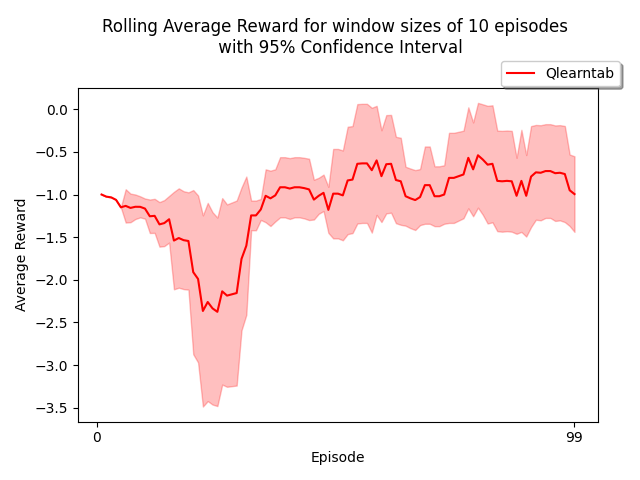 Rolling Average Reward for window sizes of 10 episodes
with 95% Confidence Interval
Qlearntab
0.0
−0.5
−1.0
−1.5
−2.0
−2.5
−3.0
−3.5
Average Reward
0
99
Episode